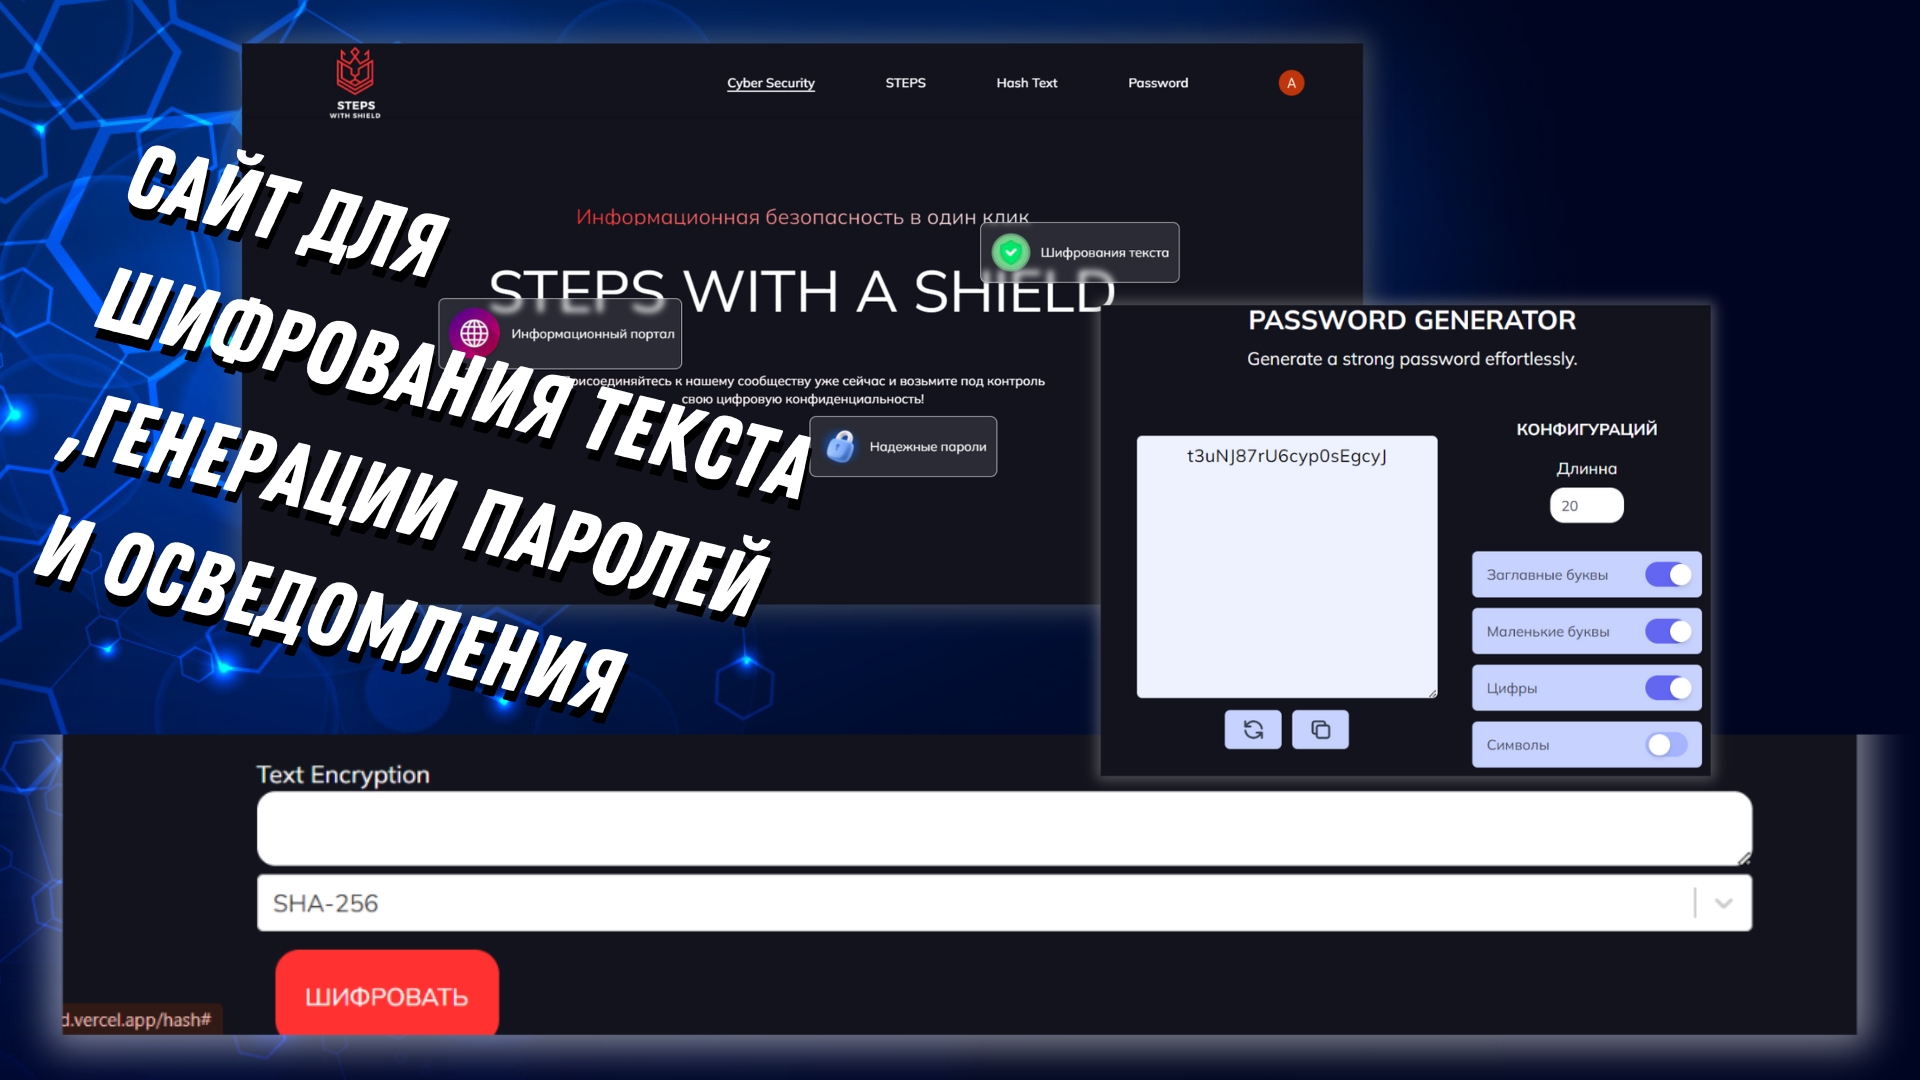 STEPS
WITH SHIELD
Cyber Security
STEPS
Hash Text
Password
A
САЙТ ДЛЯ
ШИФРОВАНИЯ ТЕКСТА
,ГЕНЕРАЦИИ ПАРОЛЕЙ
И ОСВЕДОМЛЕНИЯ
Информационная безопасность в один клик
Шифрования текста
STEPS WITH A SHIELD
Информационный портал
рисоединяйтесь к нашему сообществу уже сейчас и возьмите под контроль
свою цифровую конфиденциальность!
Надежные пароли
PASSWORD GENERATOR
Generate a strong password effortlessly.
t3uNJ87rU6cyp0sEgcyJ
КОНФИГУРАЦИЙ
Длинна
20
Заглавные буквы
Маленькие буквы
Цифры
Символы
Text Encryption
SHA-256
ШИФРОВАТЬ
d.vercel.app/hash#